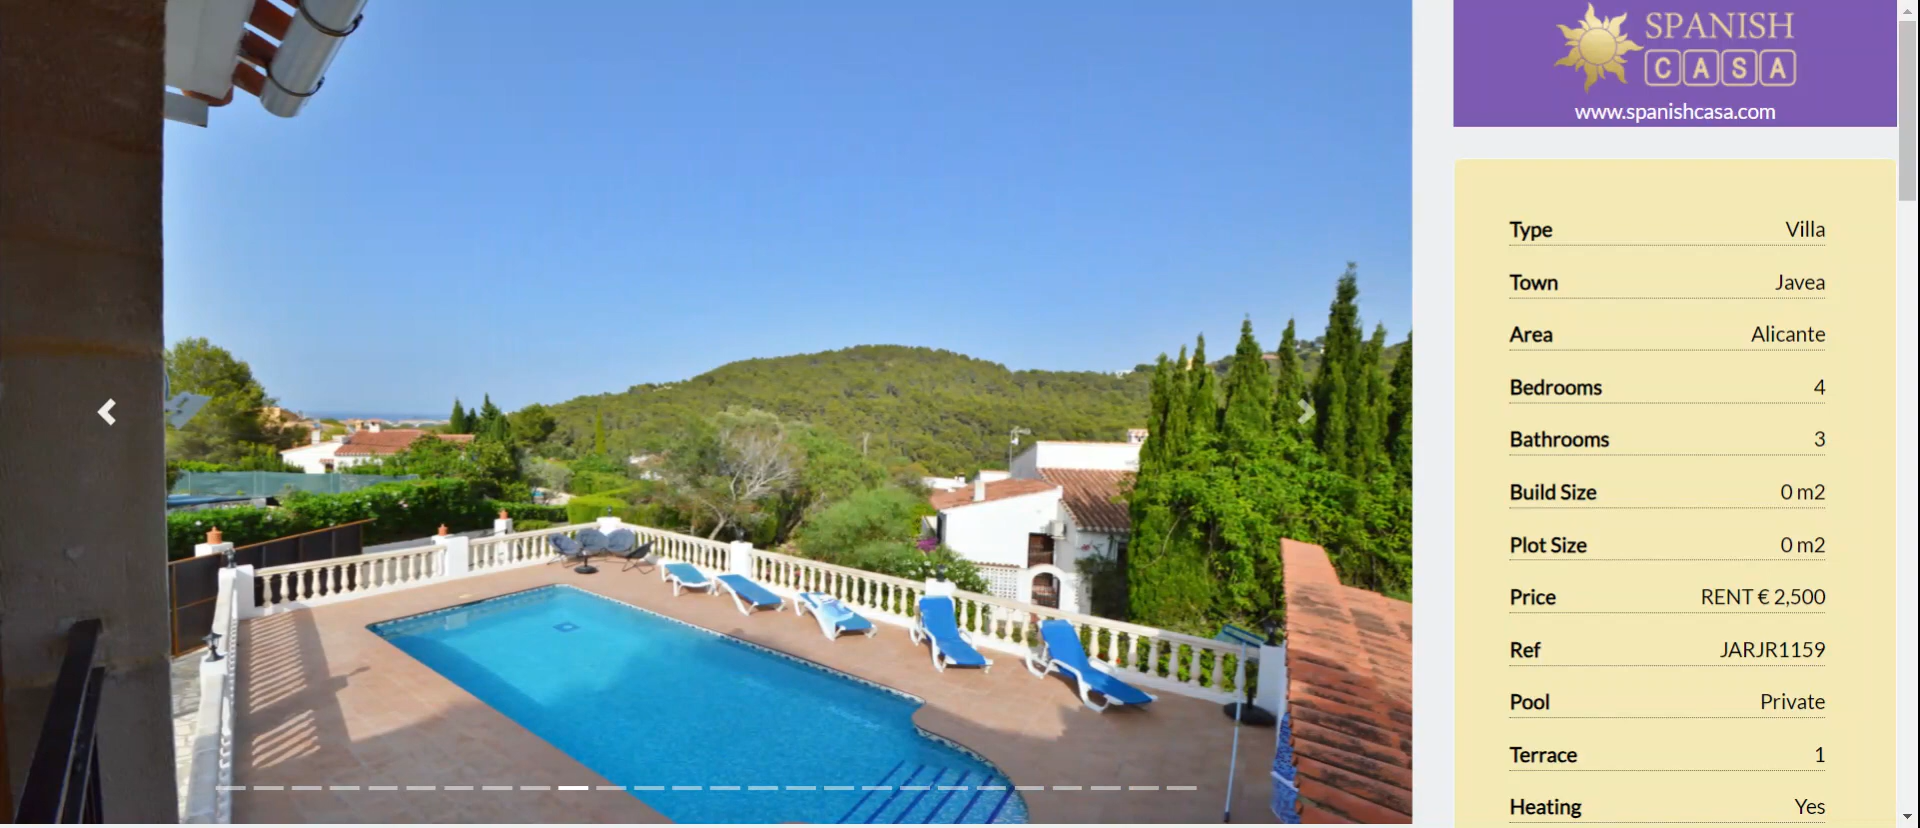 SPANISH
CASA
www.spanishcasa.com
Type Villa
Town Javea
Area Alicante
Bedrooms 4
Bathrooms 3
Build Size 0 m2
Plot Size 0 m2
Price RENT € 2,500
Ref JARJR1159
Pool Private
Terrace 1
Heating Yes